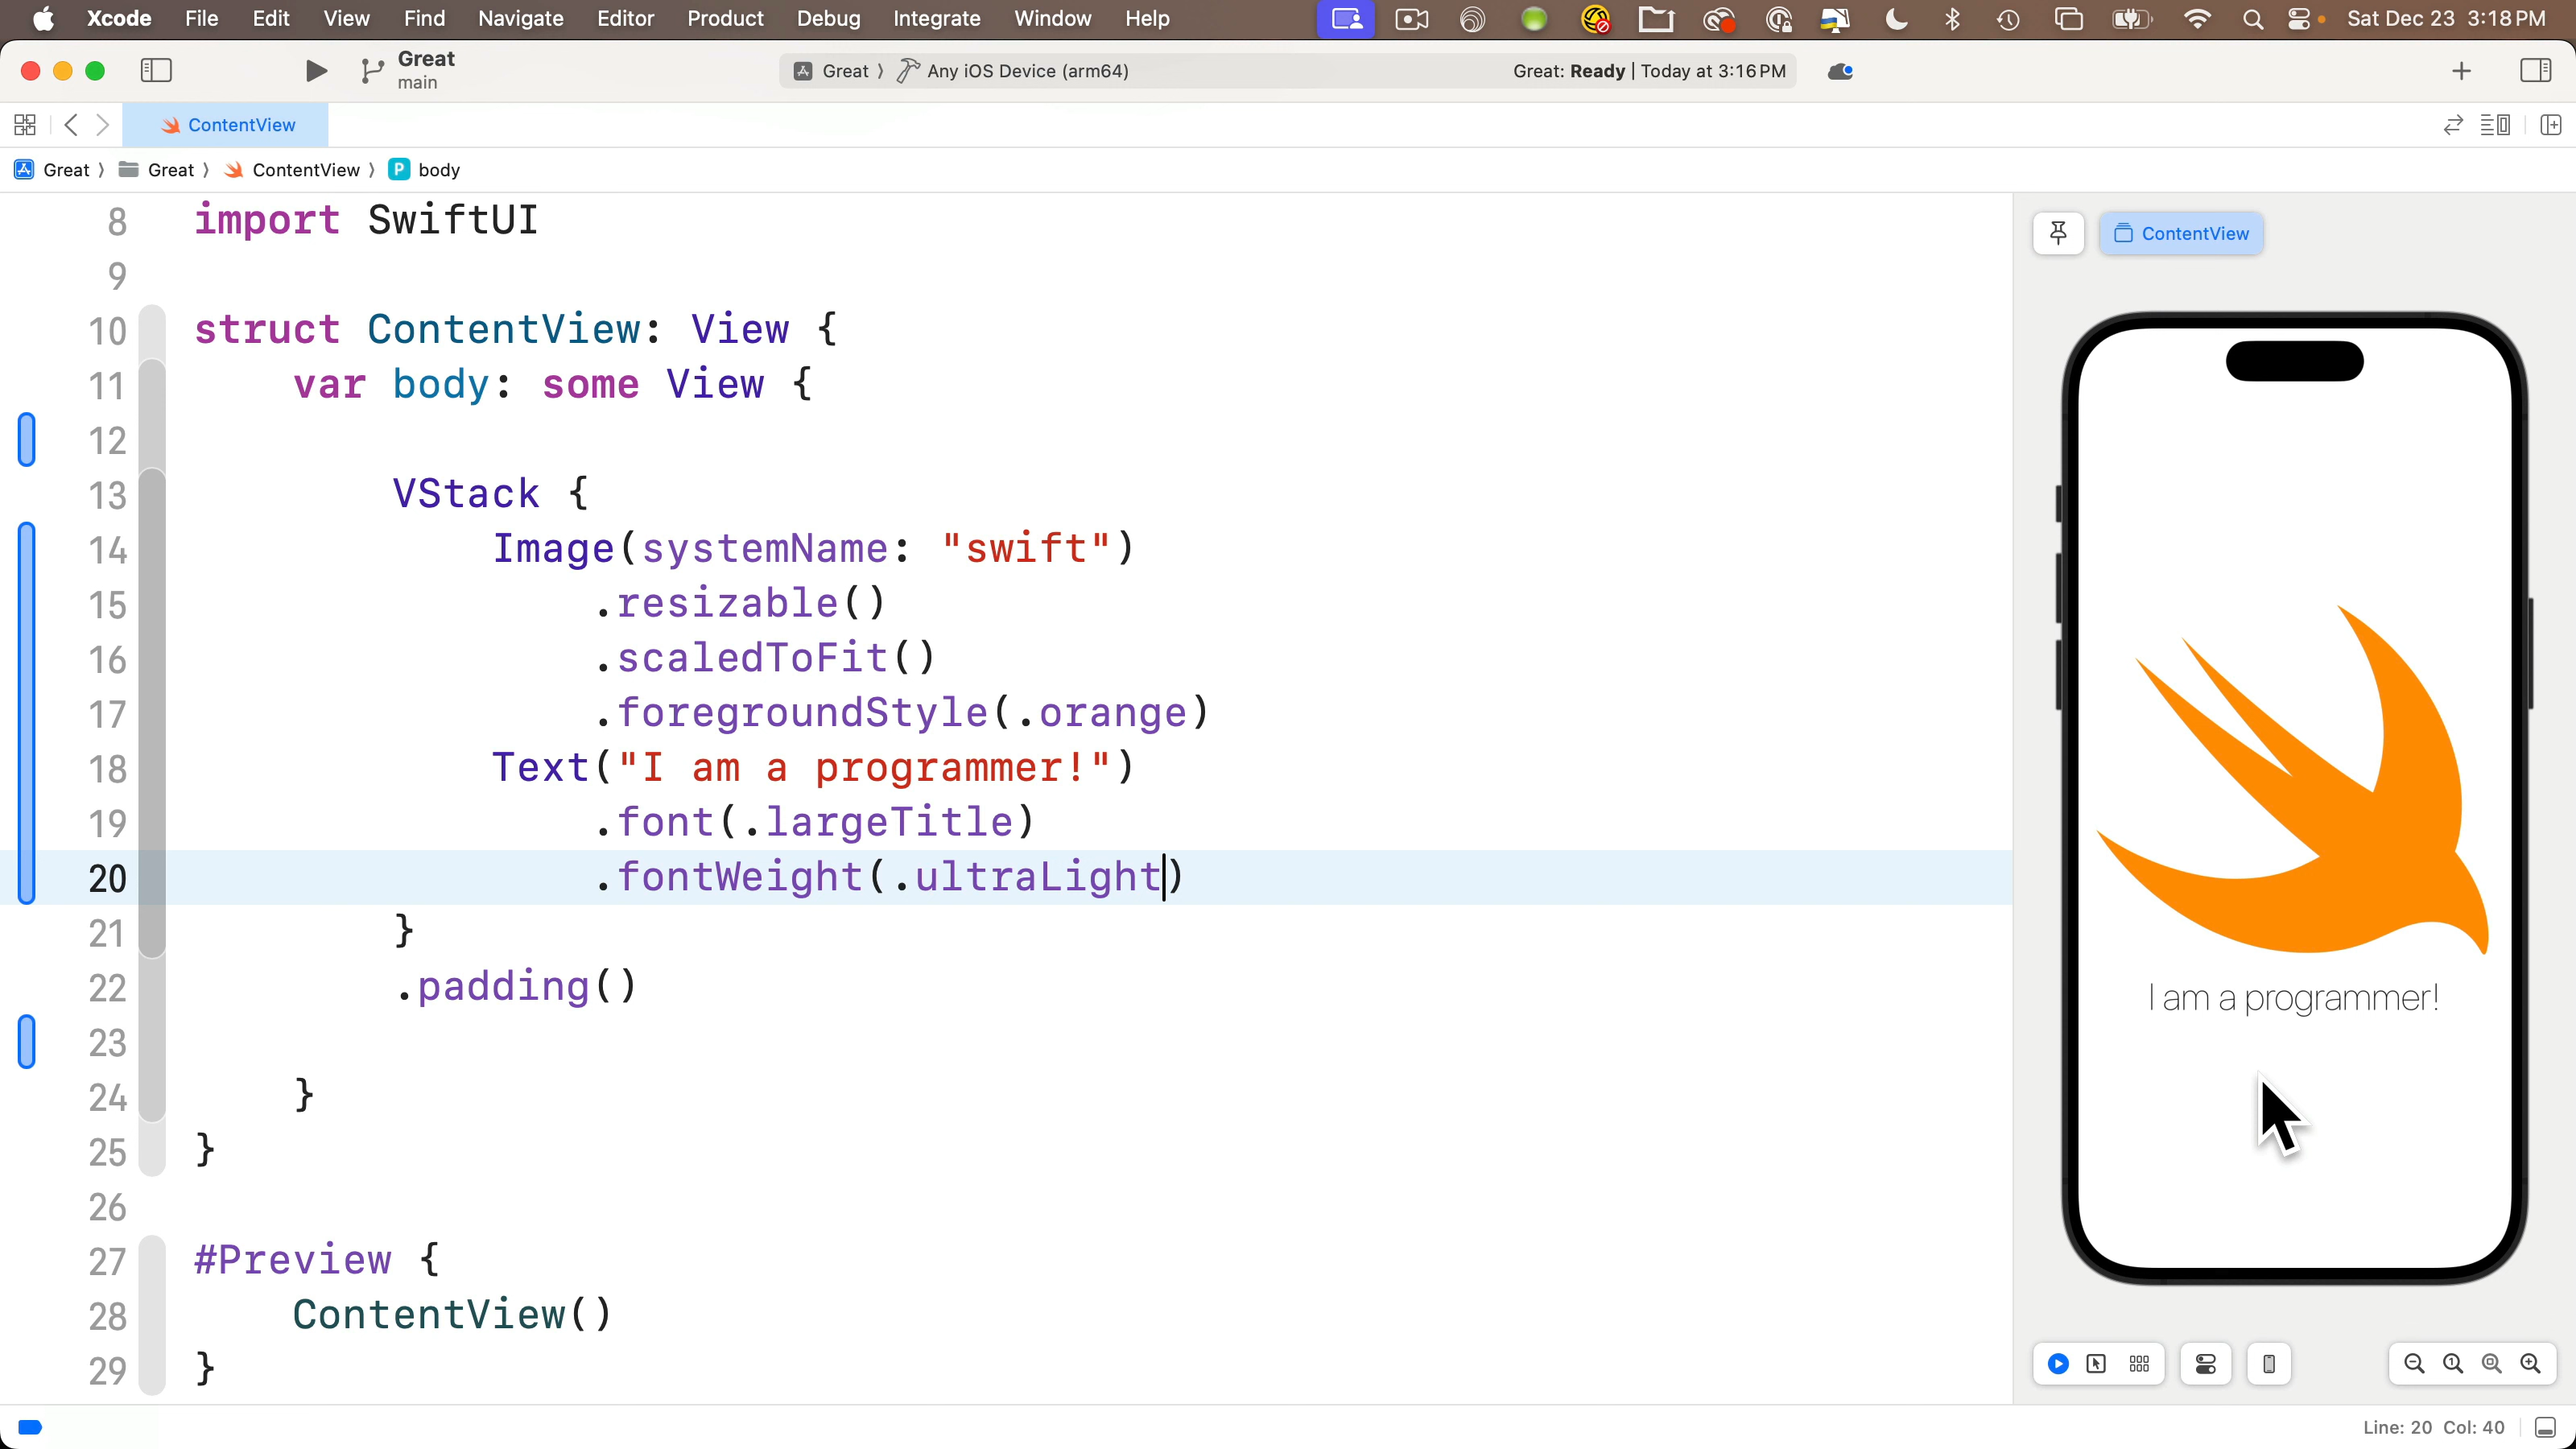 Xcode File Edit View Find Navigate Editor Product Debug Integrate Window Help Sat Dec 23 3:18 PM
Great
main
Great Any iOS Device (arm64) Great: Ready | Today at 3:16 PM
ContentView
Great Great ContentView P body
8 import SwiftUI
9
10 struct ContentView: View {
11 var body: some View {
12
13 VStack {
14 Image(systemName: "swift")
15 .resizable()
16 .scaledToFit()
17 .foregroundStyle(.orange)
18 Text("I am a programmer!")
19 .font(.largeTitle)
20 .fontWeight(.ultraLight)
21 }
22 .padding()
23
24 }
25 }
26
27 #Preview {
28 ContentView()
29 }
ContentView
I am a programmer!
Line: 20 Col: 40